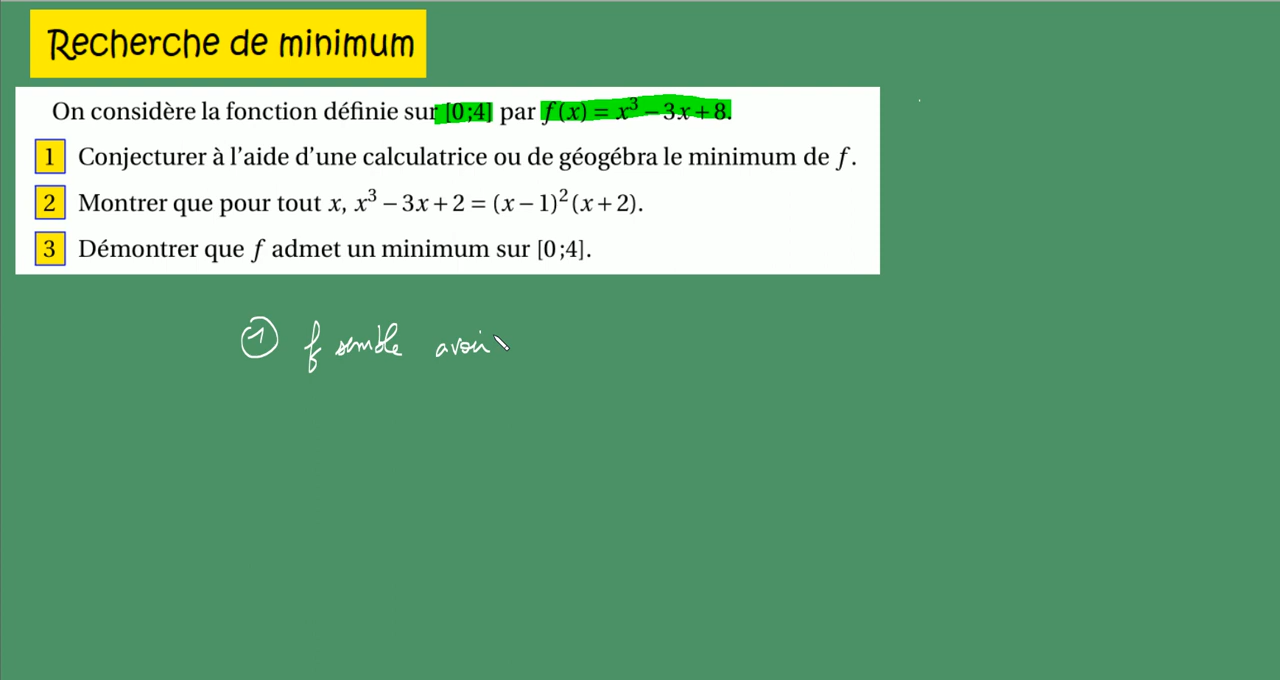 Recherche de minimum
On considère la fonction définie sur [0;4] par f(x) = x³ − 3x + 8.
1 Conjecturer à l'aide d'une calculatrice ou de géogébra le minimum de f.
2 Montrer que pour tout x, x³ − 3x + 2 = (x − 1)²(x + 2).
3 Démontrer que f admet un minimum sur [0;4].
① f semble avoir